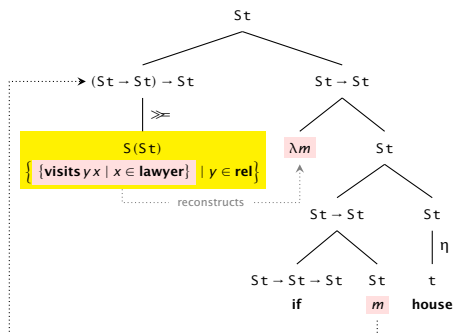 St
(St → St) → St St → St
≫=
S(St) λm St
{ {visits y x | x ∈ lawyer} | y ∈ rel}
reconstructs
St → St St
η
St → St → St St t
if m house